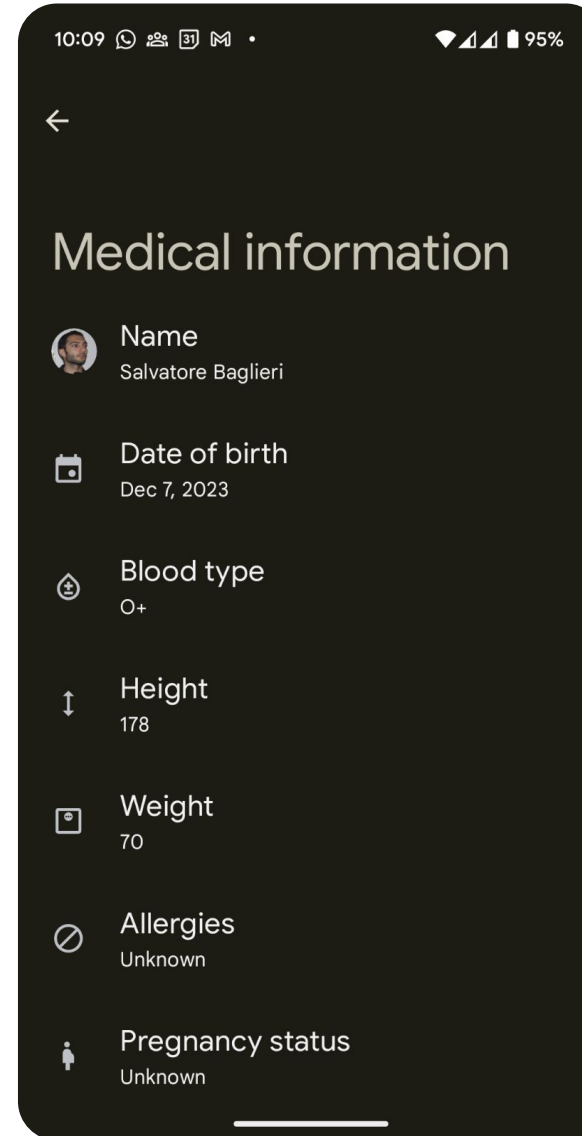 10:09 31 95%
Medical information
Name
Salvatore Baglieri
Date of birth
Dec 7, 2023
Blood type
O+
Height
178
Weight
70
Allergies
Unknown
Pregnancy status
Unknown